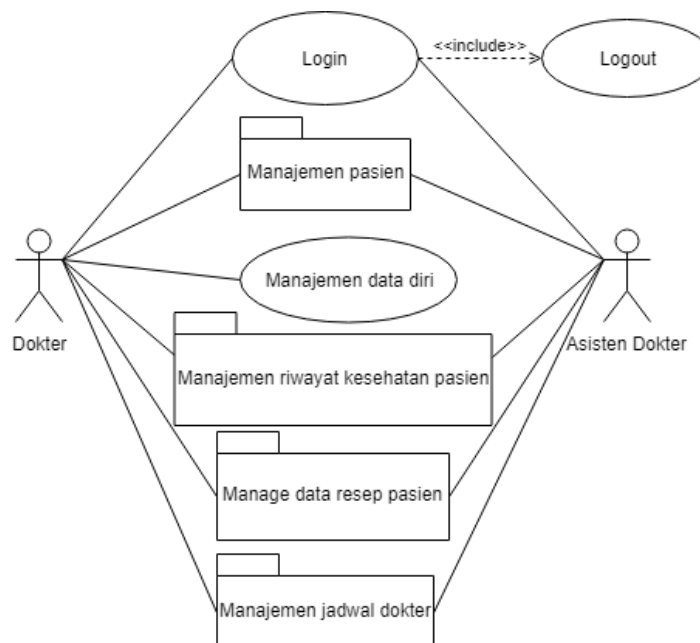 Login
<<include>>
Logout
Manajemen pasien
Manajemen data diri
Dokter
Asisten Dokter
Manajemen riwayat kesehatan pasien
Manage data resep pasien
Manajemen jadwal dokter